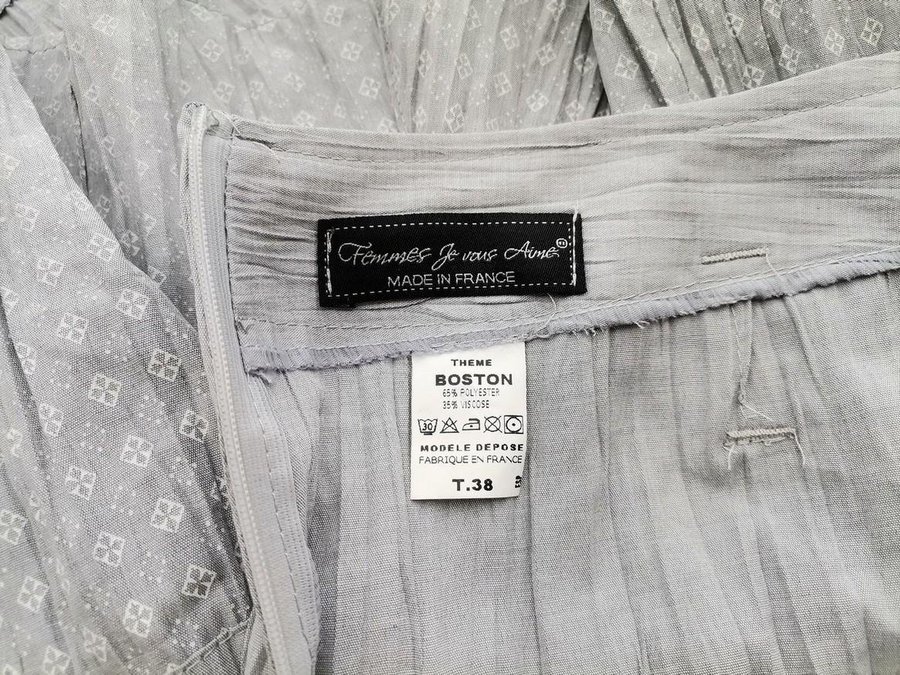 Femmes Je vous Aime
MADE IN FRANCE
THEME
BOSTON
65% POLYESTER
35% VISCOSE
30
MODÈLE DEPOSE
FABRIQUE EN FRANCE
T.38